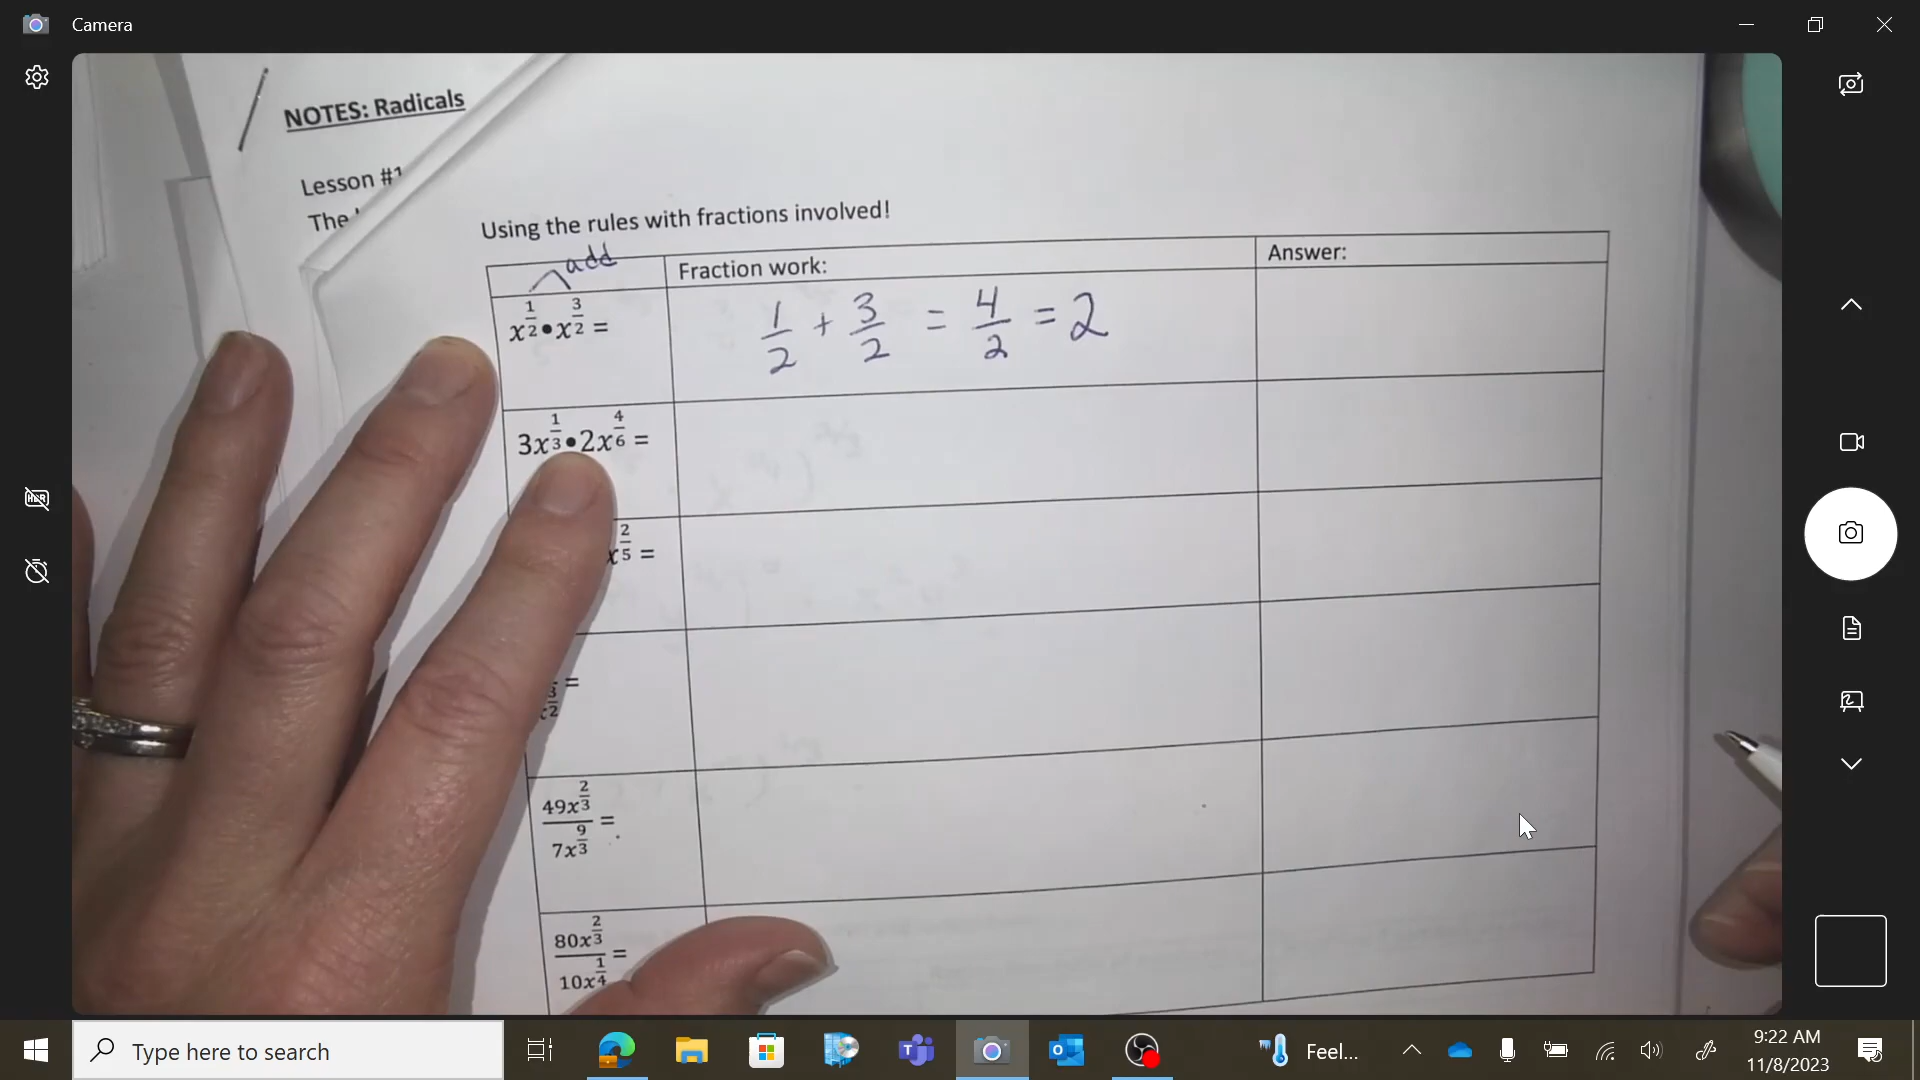 Camera
NOTES: Radicals
Lesson #1
The
Using the rules with fractions involved!
add
Fraction work:
Answer:
x^{1/2}•x^{3/2} =
1/2 + 3/2 = 4/2 = 2
3x^{1/3}•2x^{4/6} =
x^{2/5} =
x^{3/2} =
49x^{2/3} / 7x^{9/3} =
80x^{2/3} / 10x^{1/4} =
Type here to search
Feel...
9:22 AM
11/8/2023